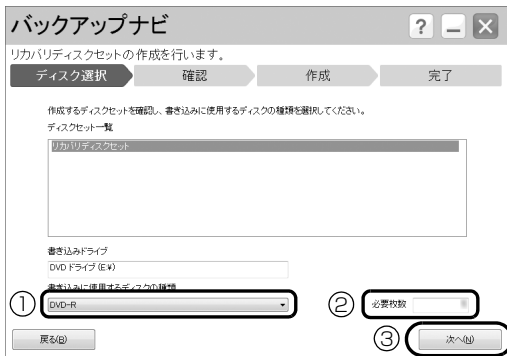 バックアップナビ
? _ ×
リカバリディスクセットの作成を行います。
ディスク選択 確認 作成 完了
作成するディスクセットを確認し、書き込みに使用するディスクの種類を選択してください。
ディスクセット一覧
リカバリディスクセット
書き込みドライブ
DVD ドライブ (E:¥)
書き込みに使用するディスクの種類
① DVD-R ② 必要枚数
戻る(B) ③ 次へ(N)